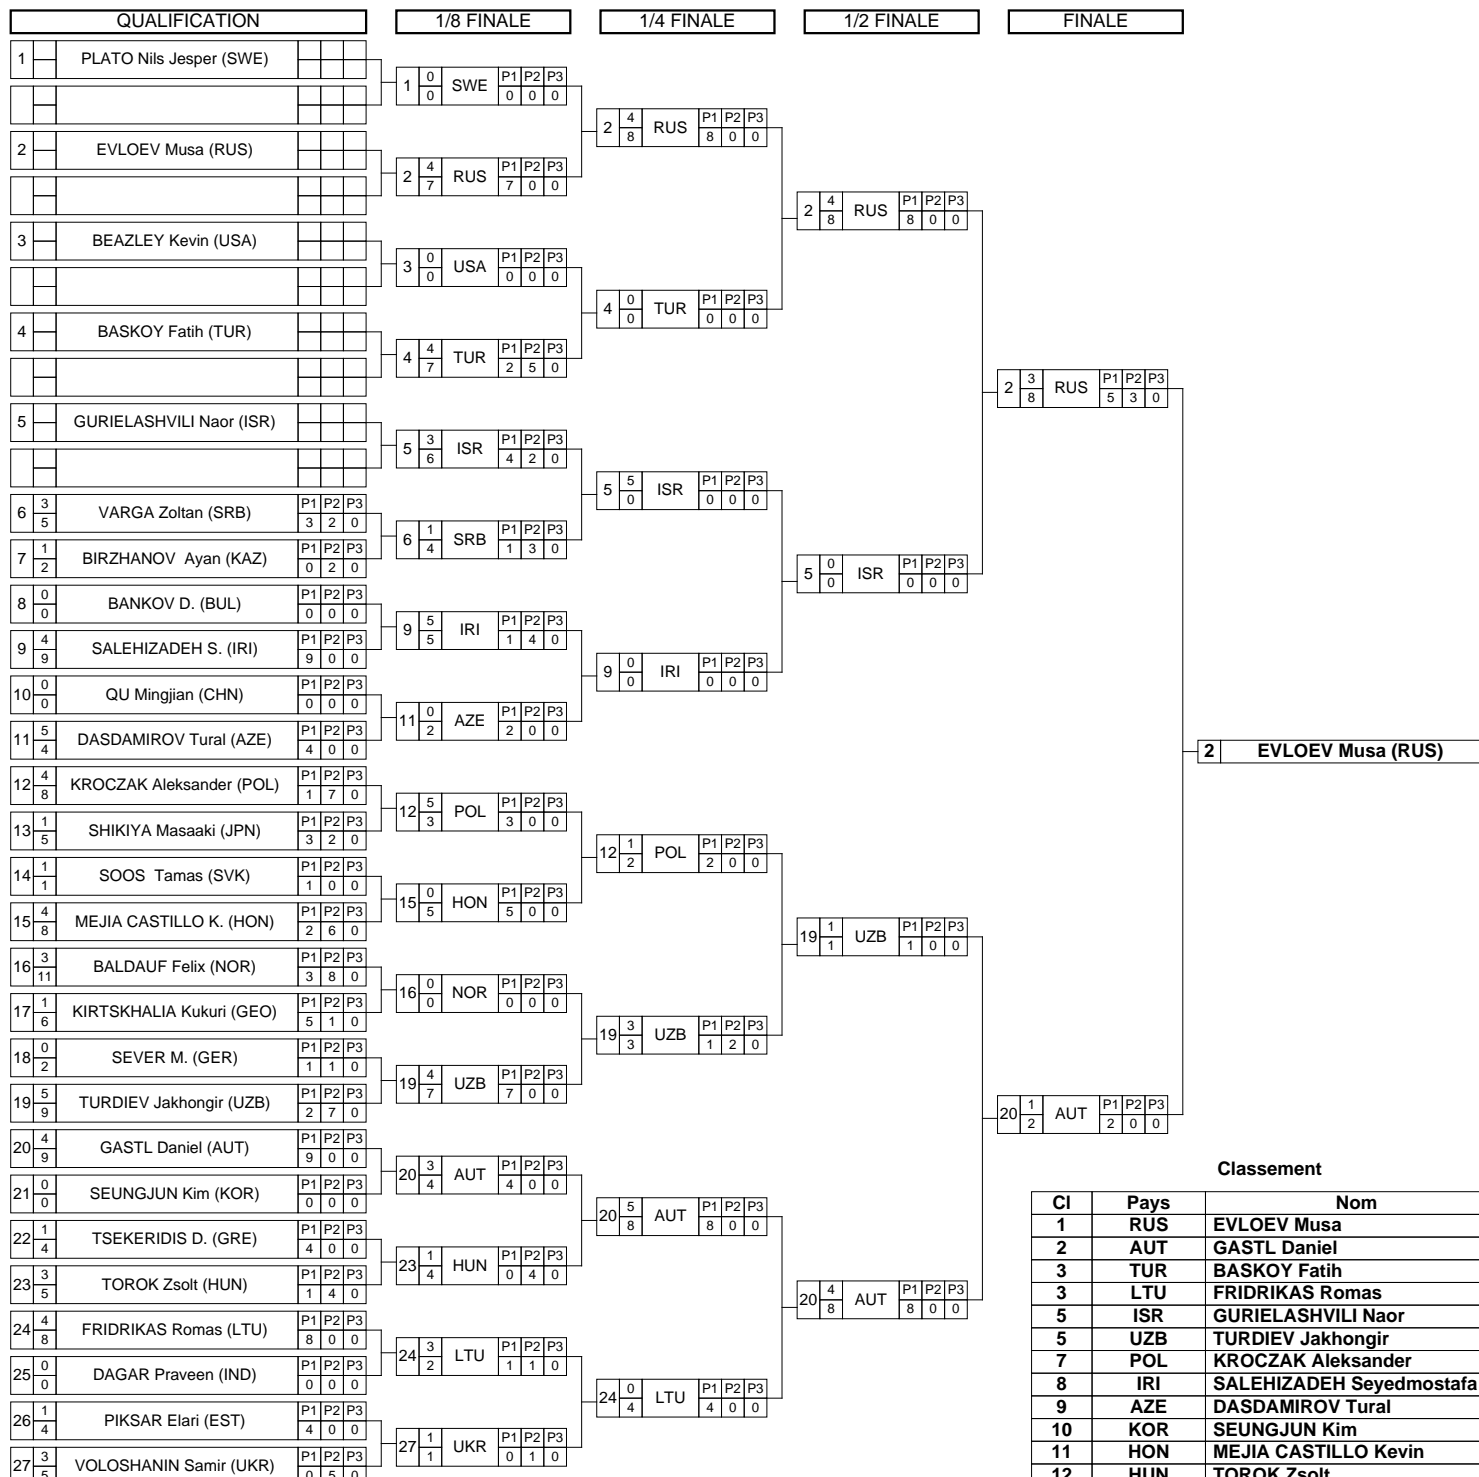 QUALIFICATION 1/8 FINALE 1/4 FINALE 1/2 FINALE FINALE
1 PLATO Nils Jesper (SWE)
2 EVLOEV Musa (RUS)
3 BEAZLEY Kevin (USA)
4 BASKOY Fatih (TUR)
5 GURIELASHVILI Naor (ISR)
6 3 5 VARGA Zoltan (SRB) P1 P2 P3 3 2 0
7 1 2 BIRZHANOV Ayan (KAZ) P1 P2 P3 0 2 0
8 0 0 BANKOV D. (BUL) P1 P2 P3 0 0 0
9 4 9 SALEHIZADEH S. (IRI) P1 P2 P3 9 0 0
10 0 0 QU Mingjian (CHN) P1 P2 P3 0 0 0
11 5 4 DASDAMIROV Tural (AZE) P1 P2 P3 4 0 0
12 4 8 KROCZAK Aleksander (POL) P1 P2 P3 1 7 0
13 1 5 SHIKIYA Masaaki (JPN) P1 P2 P3 3 2 0
14 1 1 SOOS Tamas (SVK) P1 P2 P3 1 0 0
15 4 8 MEJIA CASTILLO K. (HON) P1 P2 P3 2 6 0
16 3 11 BALDAUF Felix (NOR) P1 P2 P3 3 8 0
17 1 6 KIRTSKHALIA Kukuri (GEO) P1 P2 P3 5 1 0
18 0 2 SEVER M. (GER) P1 P2 P3 1 1 0
19 5 9 TURDIEV Jakhongir (UZB) P1 P2 P3 2 7 0
20 4 9 GASTL Daniel (AUT) P1 P2 P3 9 0 0
21 0 0 SEUNGJUN Kim (KOR) P1 P2 P3 0 0 0
22 1 4 TSEKERIDIS D. (GRE) P1 P2 P3 4 0 0
23 3 5 TOROK Zsolt (HUN) P1 P2 P3 1 4 0
24 4 8 FRIDRIKAS Romas (LTU) P1 P2 P3 8 0 0
25 0 0 DAGAR Praveen (IND) P1 P2 P3 0 0 0
26 1 4 PIKSAR Elari (EST) P1 P2 P3 4 0 0
27 3 5 VOLOSHANIN Samir (UKR) P1 P2 P3 0 5 0
1 0 0 SWE P1 P2 P3 0 0 0
2 4 7 RUS P1 P2 P3 7 0 0
3 0 0 USA P1 P2 P3 0 0 0
4 4 7 TUR P1 P2 P3 2 5 0
5 3 6 ISR P1 P2 P3 4 2 0
6 1 4 SRB P1 P2 P3 1 3 0
9 5 5 IRI P1 P2 P3 1 4 0
11 0 2 AZE P1 P2 P3 2 0 0
12 5 3 POL P1 P2 P3 3 0 0
15 0 5 HON P1 P2 P3 5 0 0
16 0 0 NOR P1 P2 P3 0 0 0
19 4 7 UZB P1 P2 P3 7 0 0
20 3 4 AUT P1 P2 P3 4 0 0
23 1 4 HUN P1 P2 P3 0 4 0
24 3 2 LTU P1 P2 P3 1 1 0
27 1 1 UKR P1 P2 P3 0 1 0
2 4 8 RUS P1 P2 P3 8 0 0
4 0 0 TUR P1 P2 P3 0 0 0
5 5 0 ISR P1 P2 P3 0 0 0
9 0 0 IRI P1 P2 P3 0 0 0
12 1 2 POL P1 P2 P3 2 0 0
19 3 3 UZB P1 P2 P3 1 2 0
20 5 8 AUT P1 P2 P3 8 0 0
24 0 4 LTU P1 P2 P3 4 0 0
2 4 8 RUS P1 P2 P3 8 0 0
5 0 0 ISR P1 P2 P3 0 0 0
19 1 1 UZB P1 P2 P3 1 0 0
20 4 8 AUT P1 P2 P3 8 0 0
2 3 8 RUS P1 P2 P3 5 3 0
20 1 2 AUT P1 P2 P3 2 0 0
2 EVLOEV Musa (RUS)
Classement
Cl Pays Nom
1 RUS EVLOEV Musa
2 AUT GASTL Daniel
3 TUR BASKOY Fatih
3 LTU FRIDRIKAS Romas
5 ISR GURIELASHVILI Naor
5 UZB TURDIEV Jakhongir
7 POL KROCZAK Aleksander
8 IRI SALEHIZADEH Seyedmostafa
9 AZE DASDAMIROV Tural
10 KOR SEUNGJUN Kim
11 HON MEJIA CASTILLO Kevin
12 HUN TOROK Zsolt